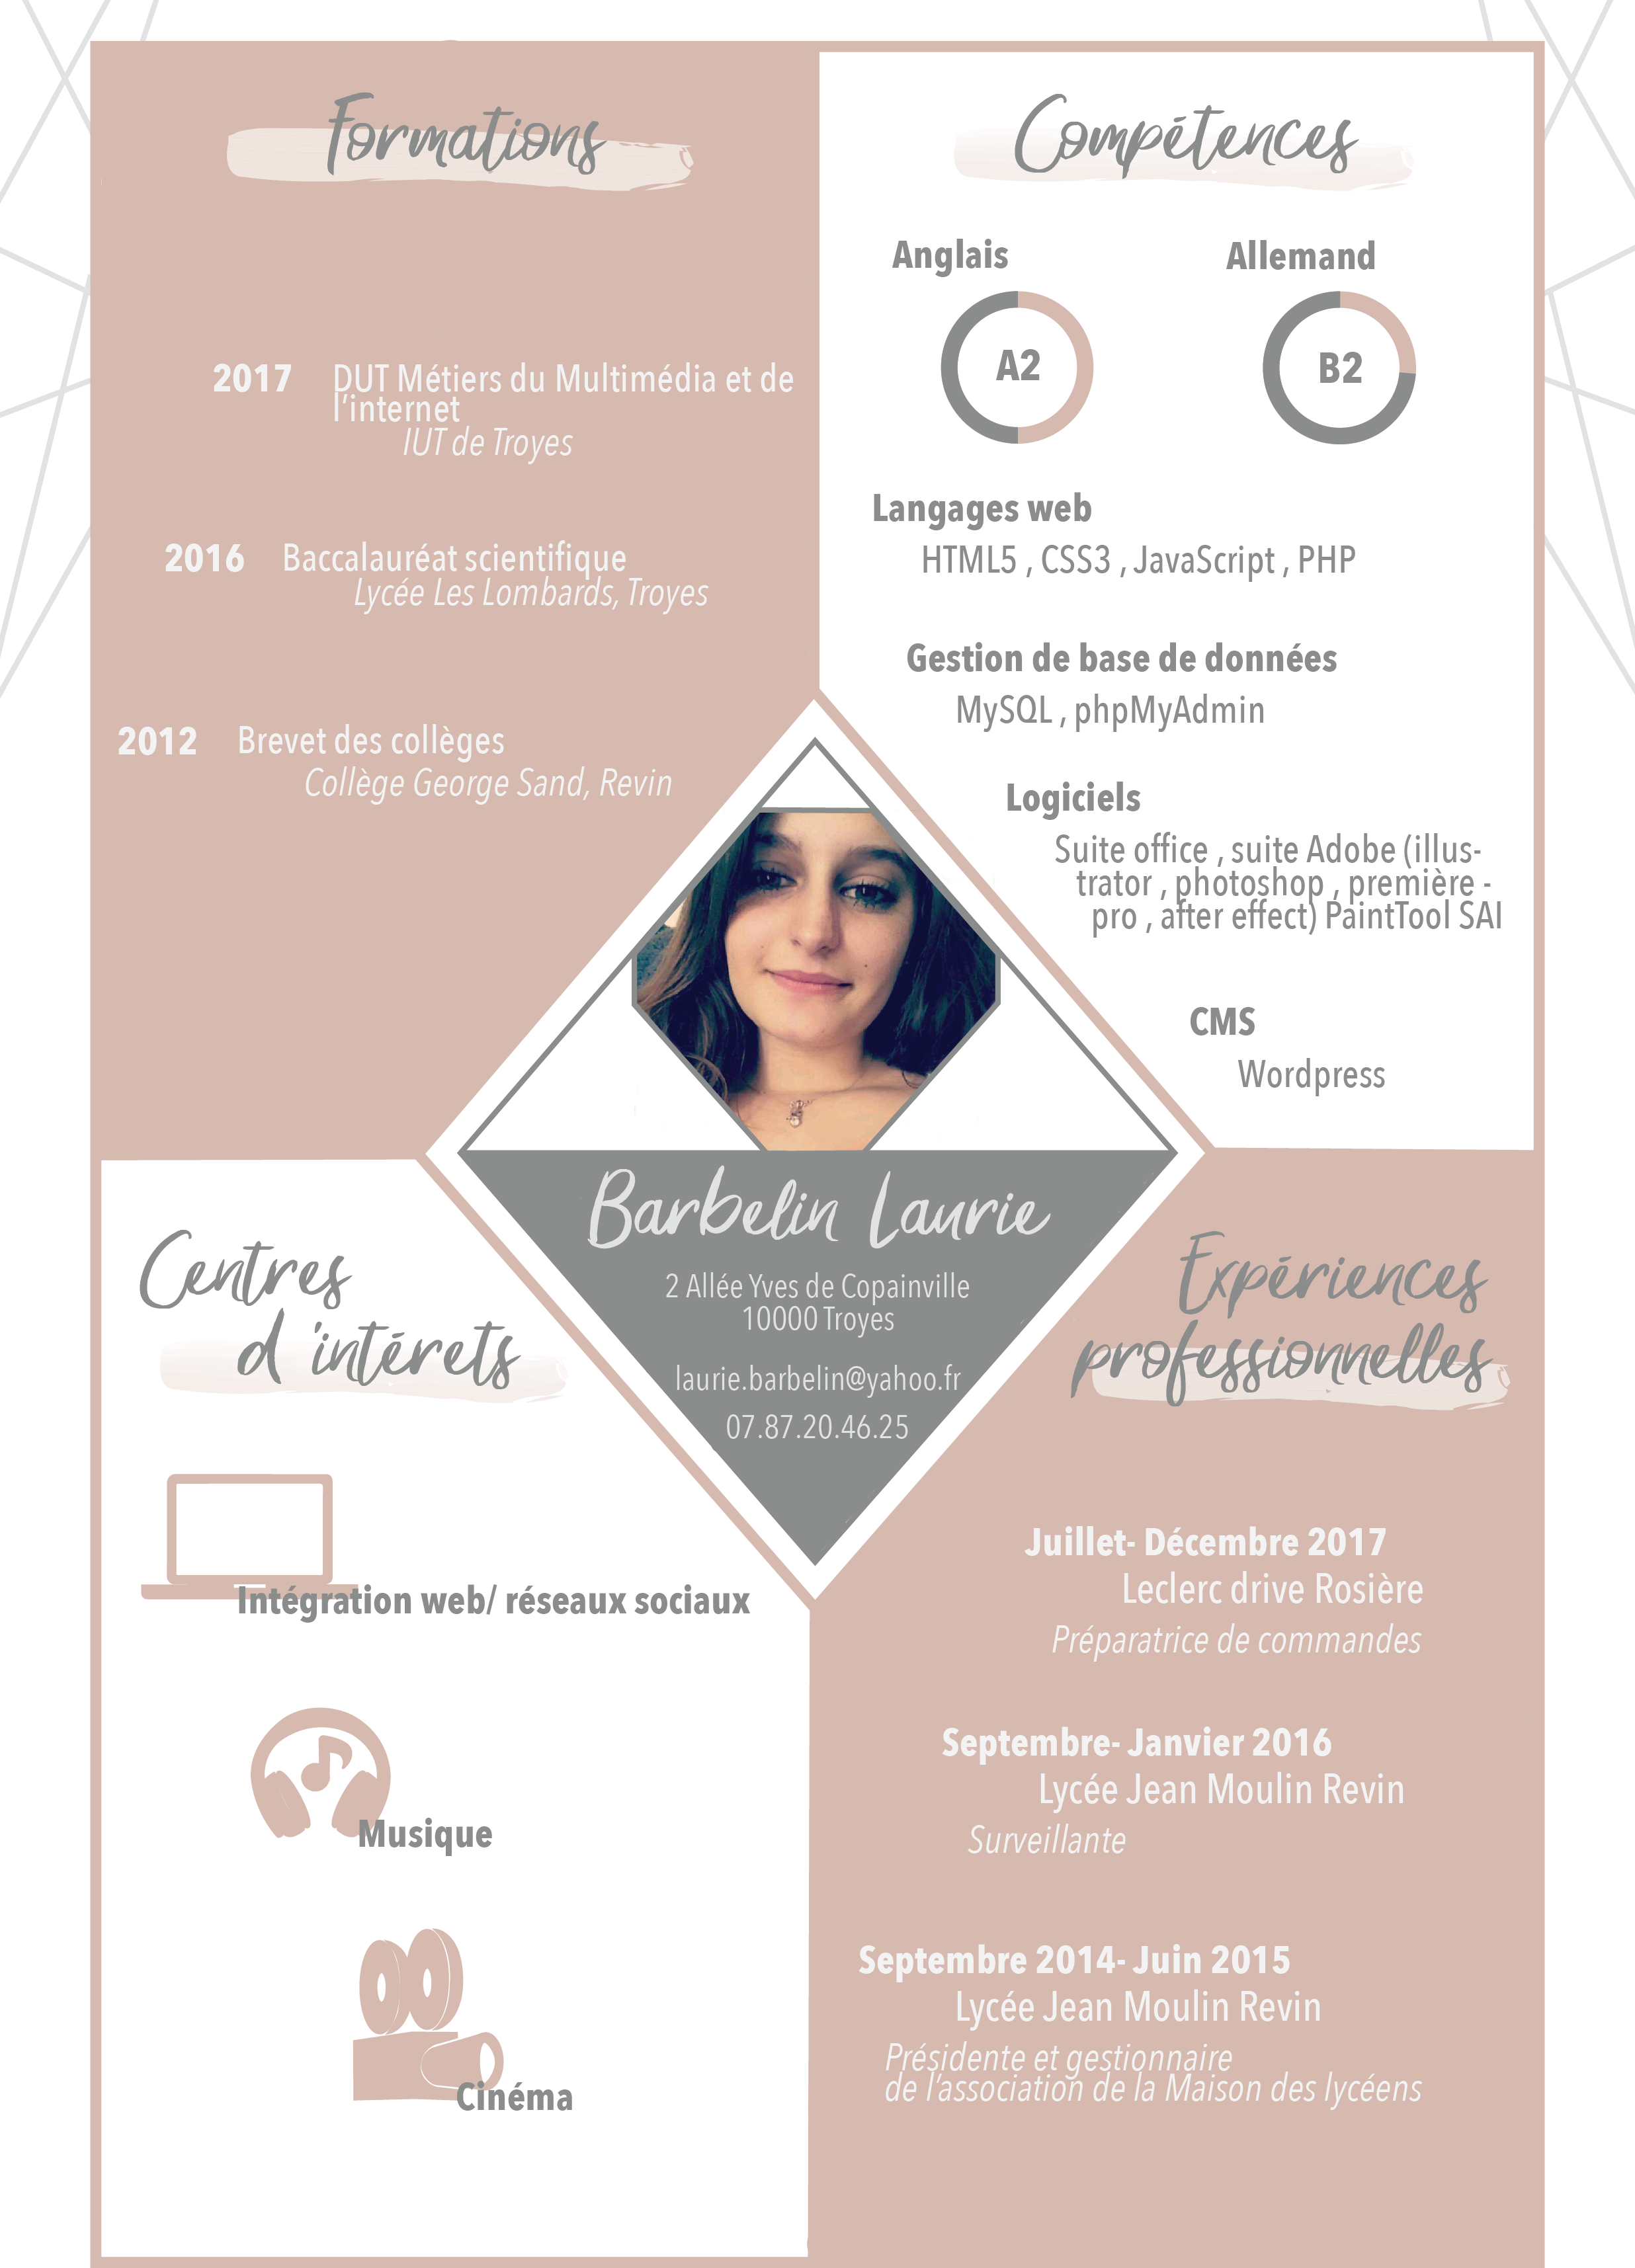 Formations
2017 DUT Métiers du Multimédia et de
l'internet
IUT de Troyes
2016 Baccalauréat scientifique
Lycée Les Lombards, Troyes
2012 Brevet des collèges
Collège George Sand, Revin
Compétences
Anglais
A2
Allemand
B2
Langages web
HTML5 , CSS3 , JavaScript , PHP
Gestion de base de données
MySQL , phpMyAdmin
Logiciels
Suite office , suite Adobe (illus-
trator , photoshop , première -
pro , after effect) PaintTool SAI
CMS
Wordpress
Barbelin Laurie
2 Allée Yves de Copainville
10000 Troyes
laurie.barbelin@yahoo.fr
07.87.20.46.25
Centres
d'intérets
Intégration web/ réseaux sociaux
Musique
Cinéma
Expériences
professionnelles
Juillet- Décembre 2017
Leclerc drive Rosière
Préparatrice de commandes
Septembre- Janvier 2016
Lycée Jean Moulin Revin
Surveillante
Septembre 2014- Juin 2015
Lycée Jean Moulin Revin
Présidente et gestionnaire
de l'association de la Maison des lycéens